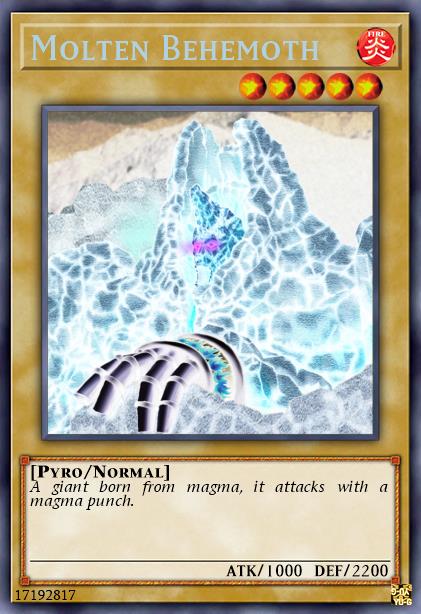 MOLTEN BEHEMOTH
FIRE
炎
[PYRO/NORMAL]
A giant born from magma, it attacks with a
magma punch.
ATK/1000 DEF/2200
17192817